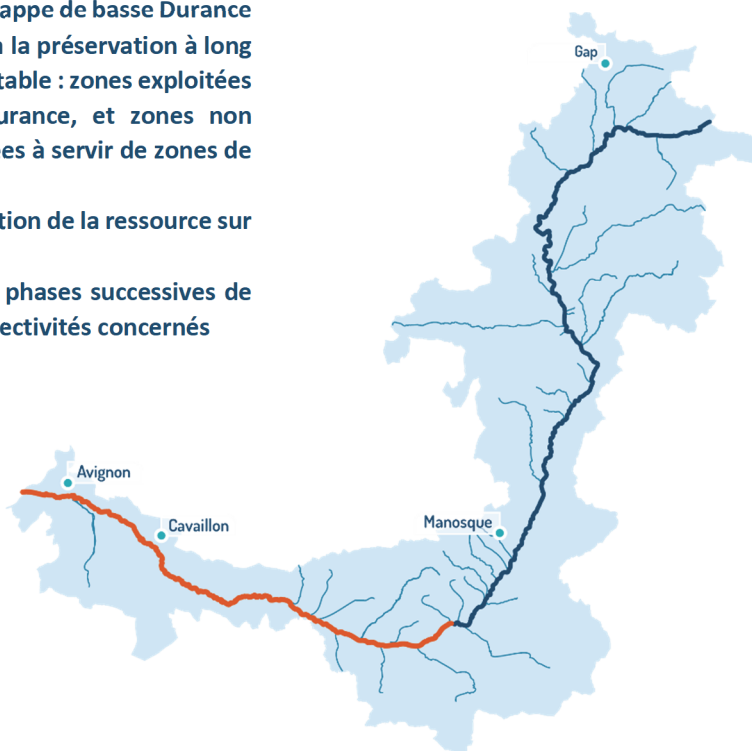 appe de basse Durance
la préservation à long
table : zones exploitées
urance, et zones non
es à servir de zones de
tion de la ressource sur
phases successives de
ectivités concernés
Gap
Avignon
Cavaillon
Manosque